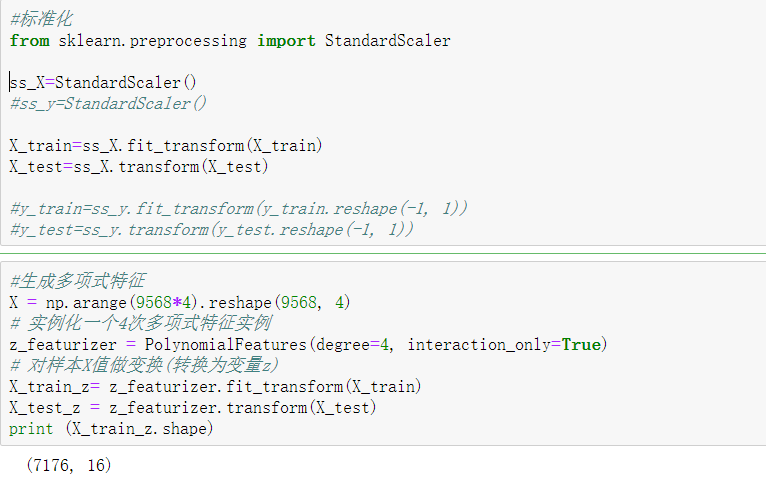 #标准化
from sklearn.preprocessing import StandardScaler
ss_X=StandardScaler()
#ss_y=StandardScaler()
X_train=ss_X.fit_transform(X_train)
X_test=ss_X.transform(X_test)
#y_train=ss_y.fit_transform(y_train.reshape(-1, 1))
#y_test=ss_y.transform(y_test.reshape(-1, 1))
#生成多项式特征
X = np.arange(9568*4).reshape(9568, 4)
# 实例化一个4次多项式特征实例
z_featurizer = PolynomialFeatures(degree=4, interaction_only=True)
# 对样本X值做变换(转换为变量z)
X_train_z= z_featurizer.fit_transform(X_train)
X_test_z = z_featurizer.transform(X_test)
print (X_train_z.shape)
(7176, 16)